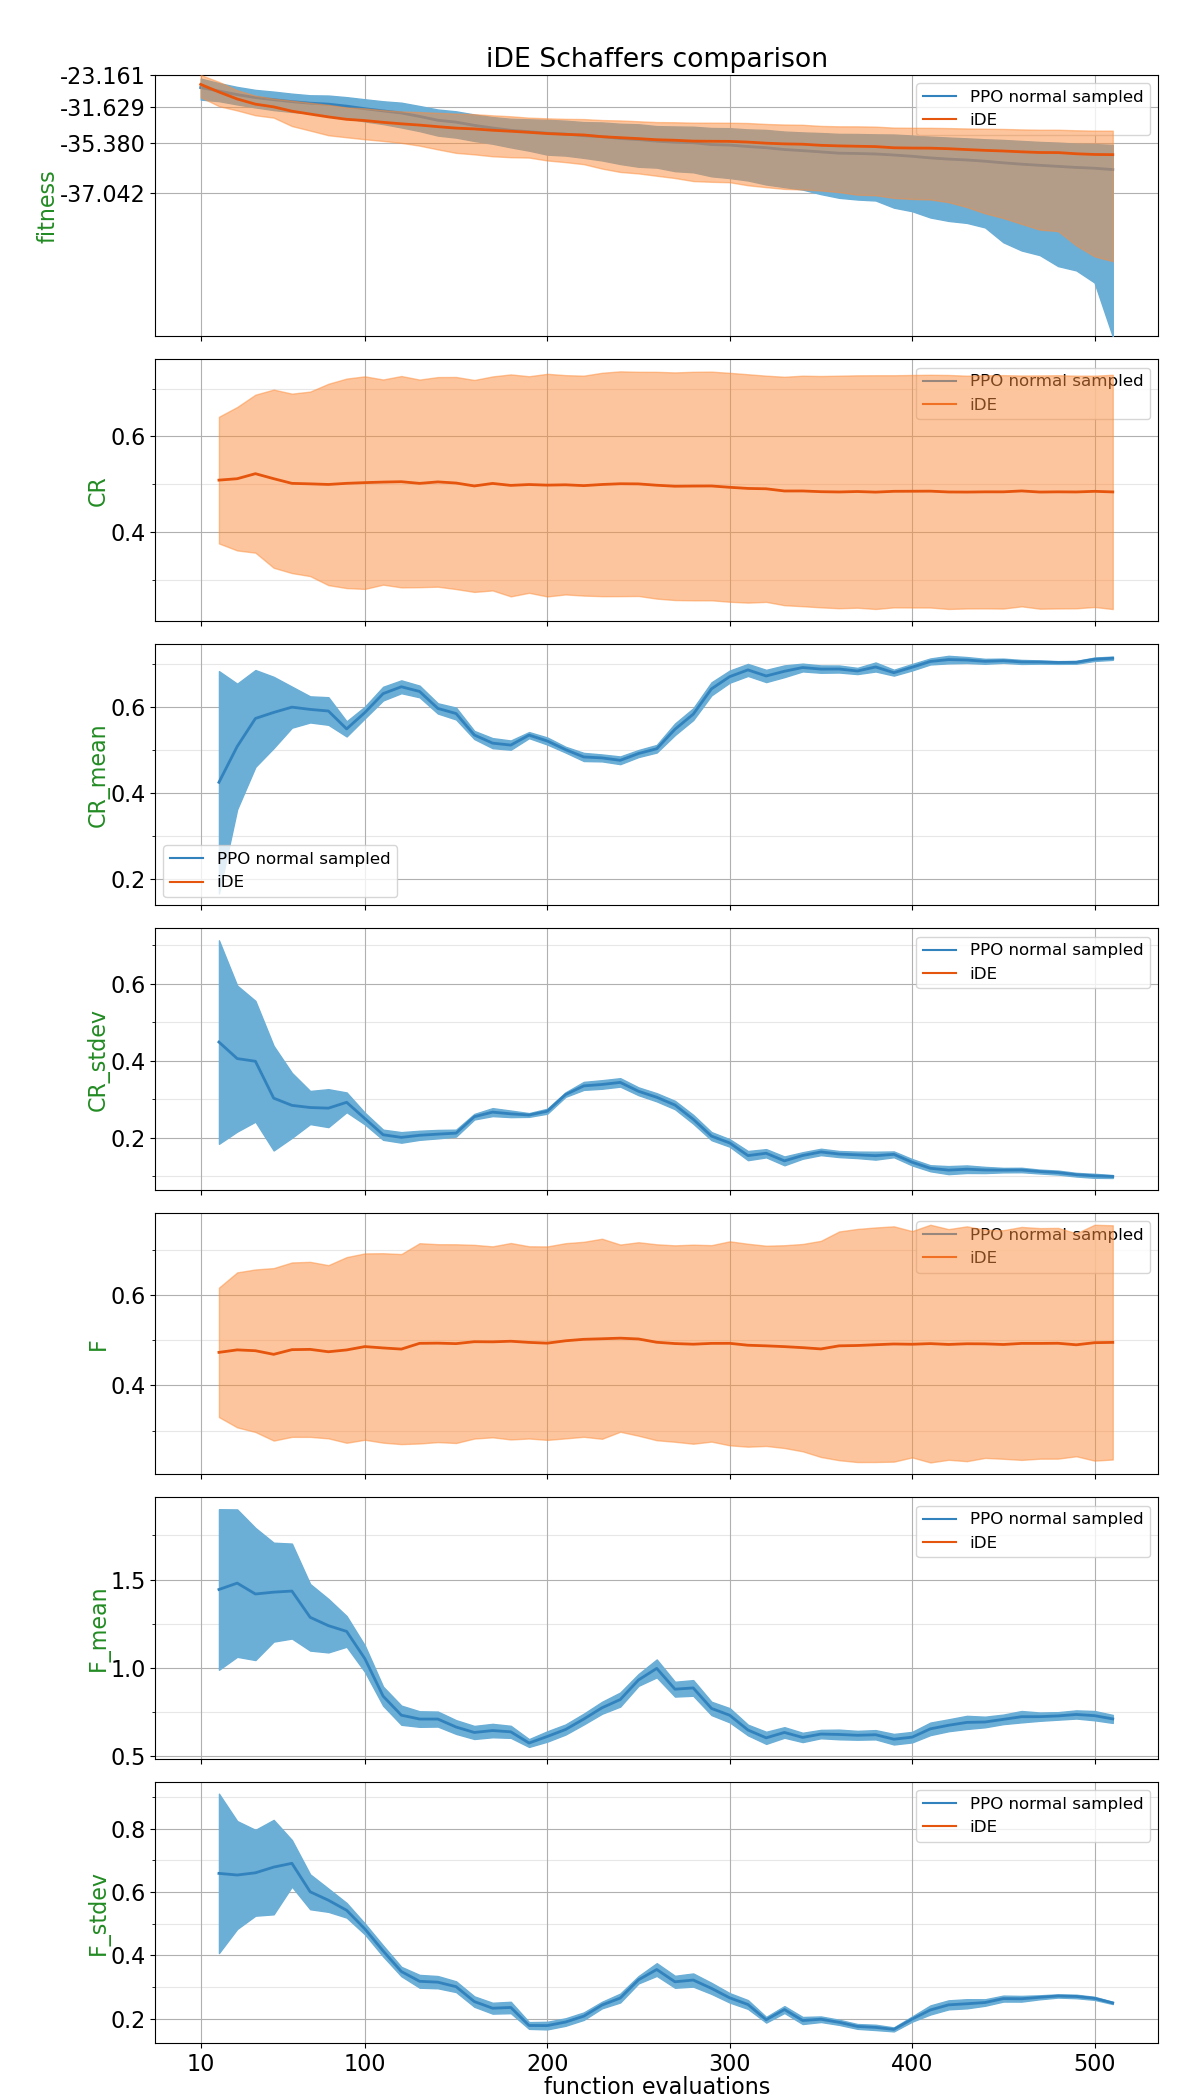 iDE Schaffers comparison
-23.161
-31.629
-35.380
-37.042
fitness
PPO normal sampled
iDE
0.6
0.4
CR
PPO normal sampled
iDE
0.6
0.4
0.2
CR_mean
PPO normal sampled
iDE
0.6
0.4
0.2
CR_stdev
PPO normal sampled
iDE
0.6
0.4
F
PPO normal sampled
iDE
1.5
1.0
0.5
F_mean
PPO normal sampled
iDE
0.8
0.6
0.4
0.2
F_stdev
PPO normal sampled
iDE
10 100 200 300 400 500
function evaluations